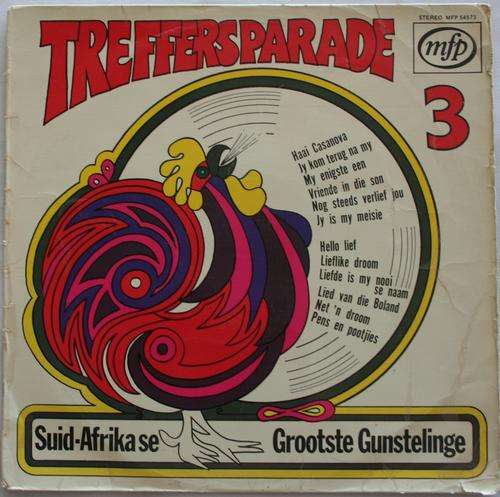 TREFFERSPARADE
STEREO MFP 54573
mfp
3
Haai Casanova
Jy kom terug na my
My enigste een
Vriende in die son
Nog steeds verlief jou
Jy is my meisie
Hello lief
Lieflike droom
Liefde is my nooi
se naam
Lied van die Boland
Net 'n droom
Pens en pootjies
Suid-Afrika se Grootste Gunstelinge